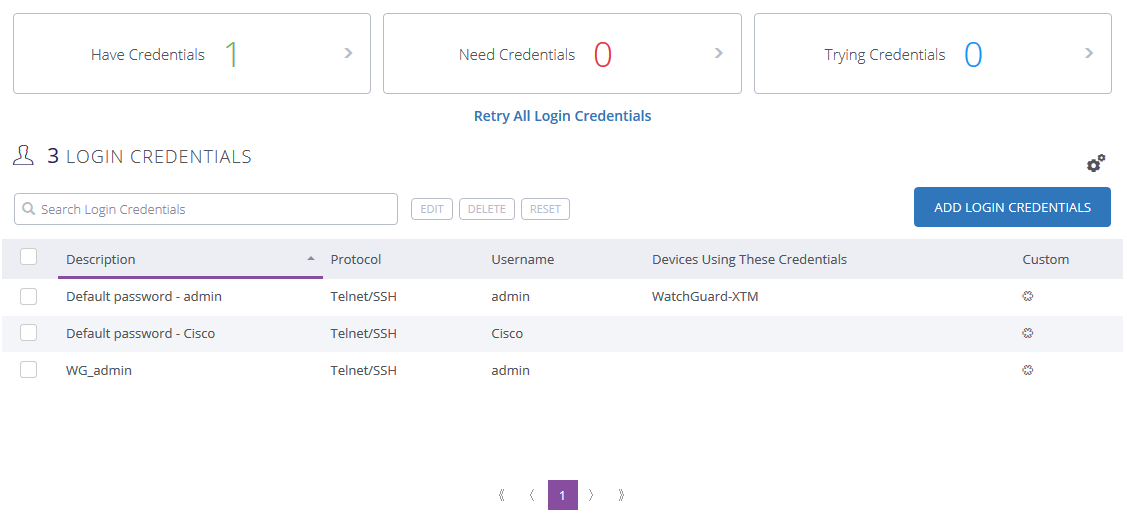 Have Credentials 1
Need Credentials 0
Trying Credentials 0
Retry All Login Credentials
3 LOGIN CREDENTIALS
Search Login Credentials EDIT DELETE RESET ADD LOGIN CREDENTIALS
Description Protocol Username Devices Using These Credentials Custom
Default password - admin Telnet/SSH admin WatchGuard-XTM
Default password - Cisco Telnet/SSH Cisco
WG_admin Telnet/SSH admin
1